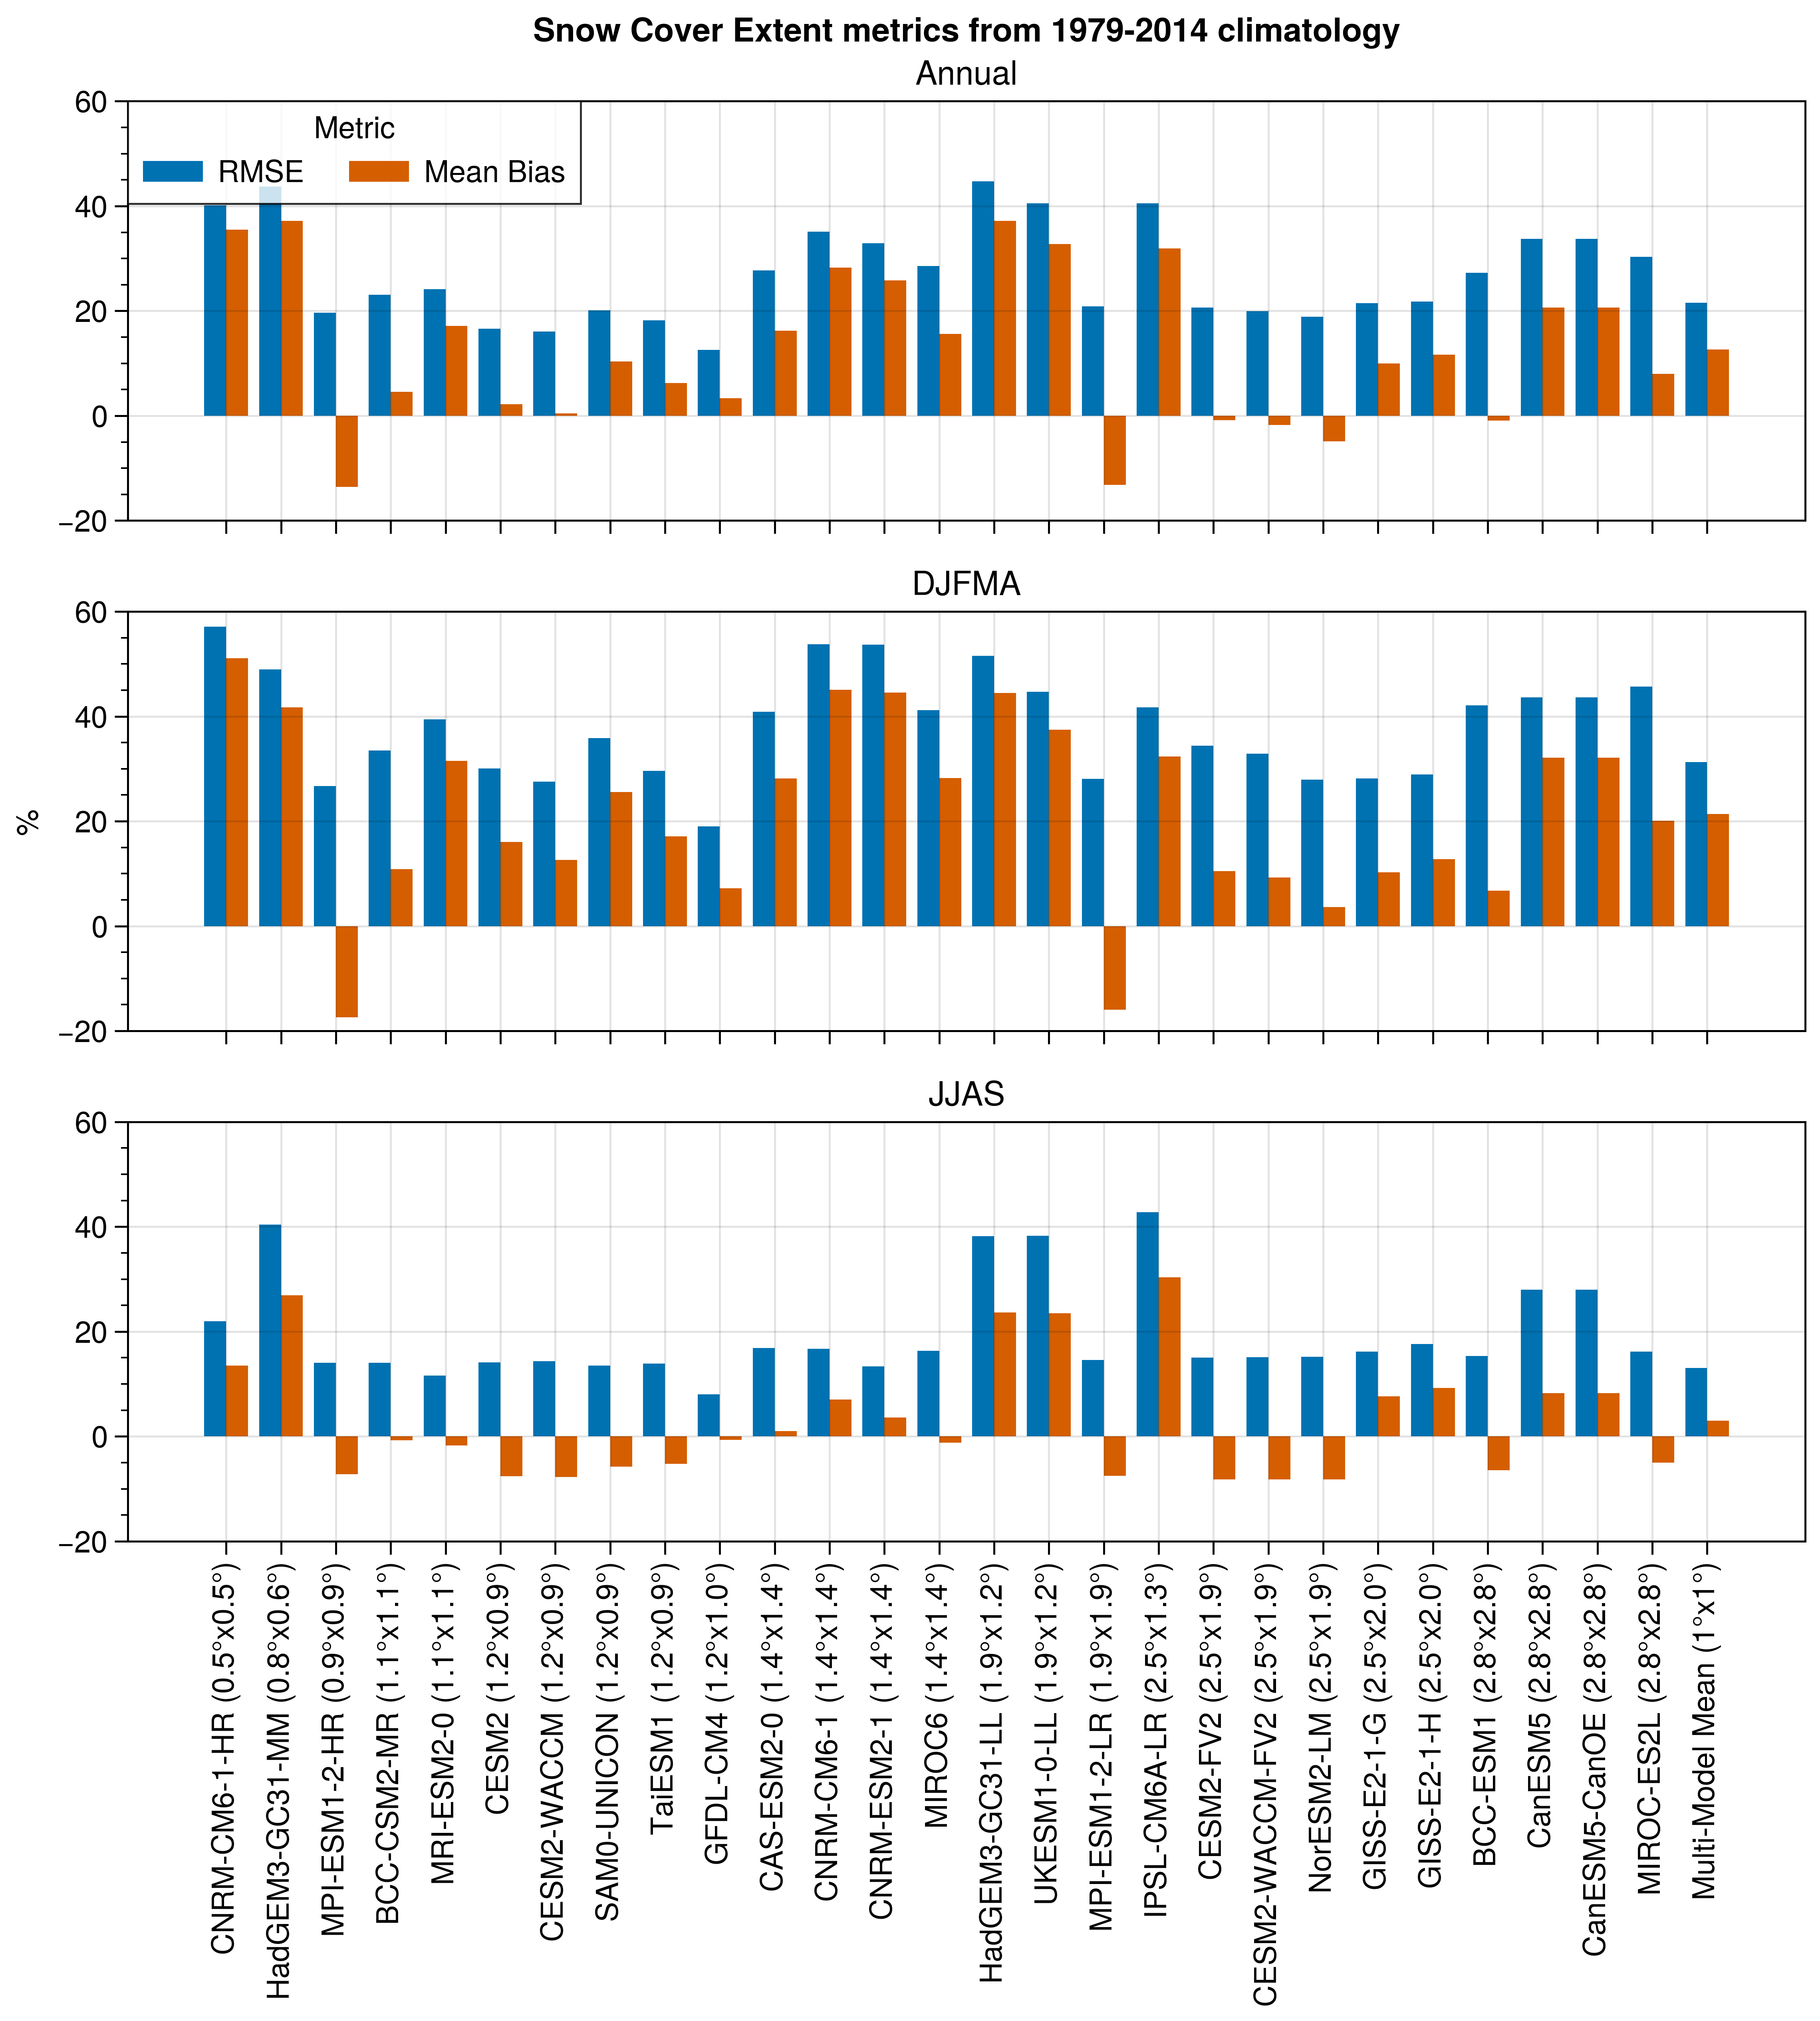 Snow Cover Extent metrics from 1979-2014 climatology
Annual
Metric
RMSE Mean Bias
60
40
20
0
−20
DJFMA
60
40
20
0
−20
%
JJAS
60
40
20
0
−20
CNRM-CM6-1-HR (0.5°x0.5°)
HadGEM3-GC31-MM (0.8°x0.6°)
MPI-ESM1-2-HR (0.9°x0.9°)
BCC-CSM2-MR (1.1°x1.1°)
MRI-ESM2-0 (1.1°x1.1°)
CESM2 (1.2°x0.9°)
CESM2-WACCM (1.2°x0.9°)
SAM0-UNICON (1.2°x0.9°)
TaiESM1 (1.2°x0.9°)
GFDL-CM4 (1.2°x1.0°)
CAS-ESM2-0 (1.4°x1.4°)
CNRM-CM6-1 (1.4°x1.4°)
CNRM-ESM2-1 (1.4°x1.4°)
MIROC6 (1.4°x1.4°)
HadGEM3-GC31-LL (1.9°x1.2°)
UKESM1-0-LL (1.9°x1.2°)
MPI-ESM1-2-LR (1.9°x1.9°)
IPSL-CM6A-LR (2.5°x1.3°)
CESM2-FV2 (2.5°x1.9°)
CESM2-WACCM-FV2 (2.5°x1.9°)
NorESM2-LM (2.5°x1.9°)
GISS-E2-1-G (2.5°x2.0°)
GISS-E2-1-H (2.5°x2.0°)
BCC-ESM1 (2.8°x2.8°)
CanESM5 (2.8°x2.8°)
CanESM5-CanOE (2.8°x2.8°)
MIROC-ES2L (2.8°x2.8°)
Multi-Model Mean (1°x1°)